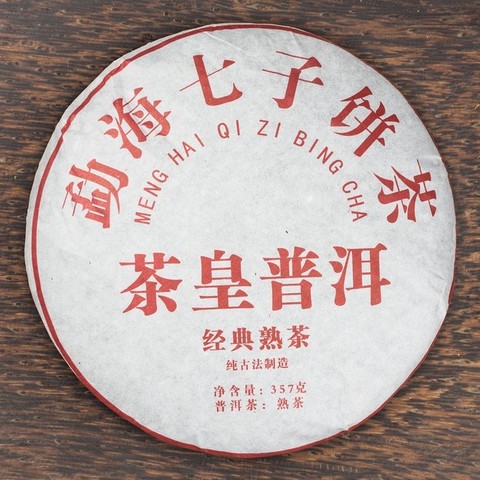 勐海七子饼茶
MENG HAI QI ZI BING CHA
茶皇普洱
经典熟茶
纯古法制造
净含量：357克
普洱茶：熟茶